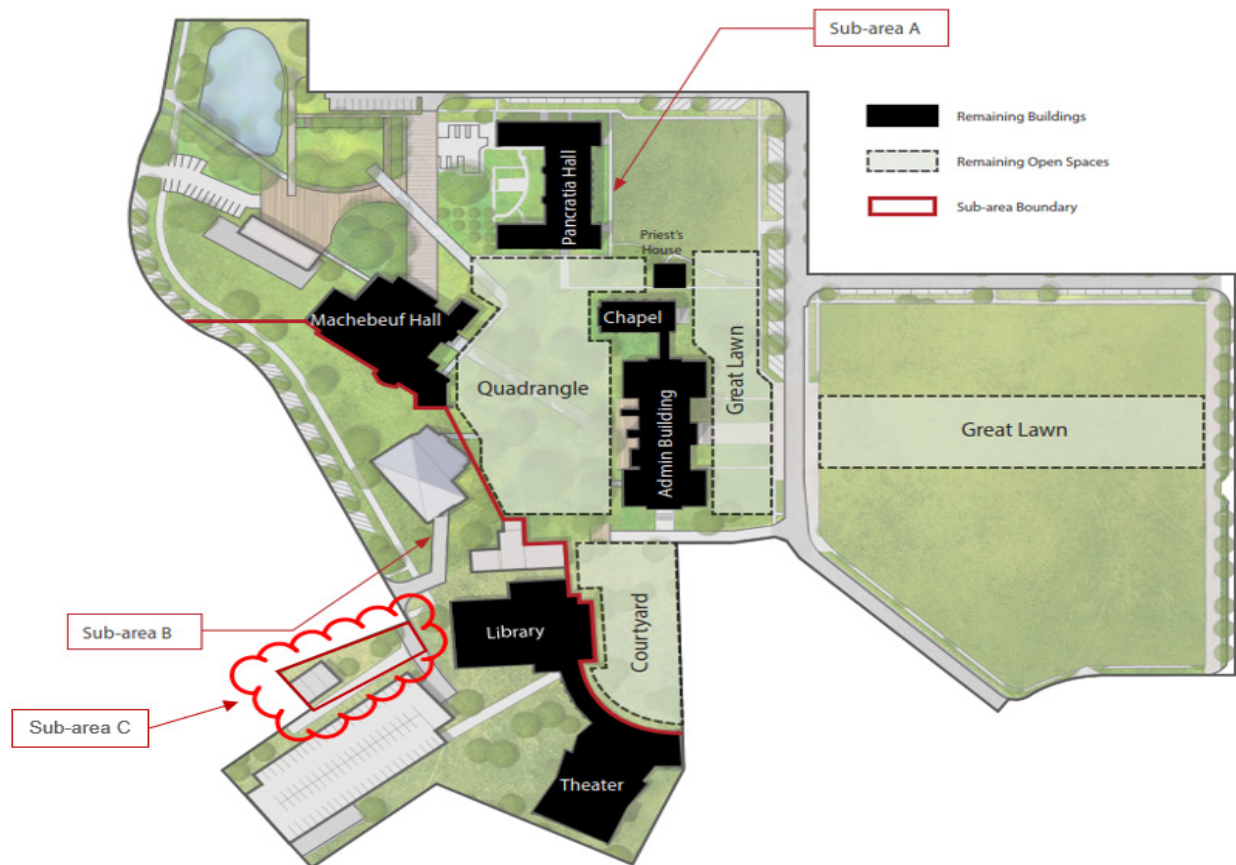 Sub-area A
Remaining Buildings
Remaining Open Spaces
Sub-area Boundary
Pancratia Hall
Priest's
House
Machebeuf Hall
Chapel
Quadrangle
Great Lawn
Great Lawn
Admin Building
Sub-area B
Library
Courtyard
Sub-area C
Theater